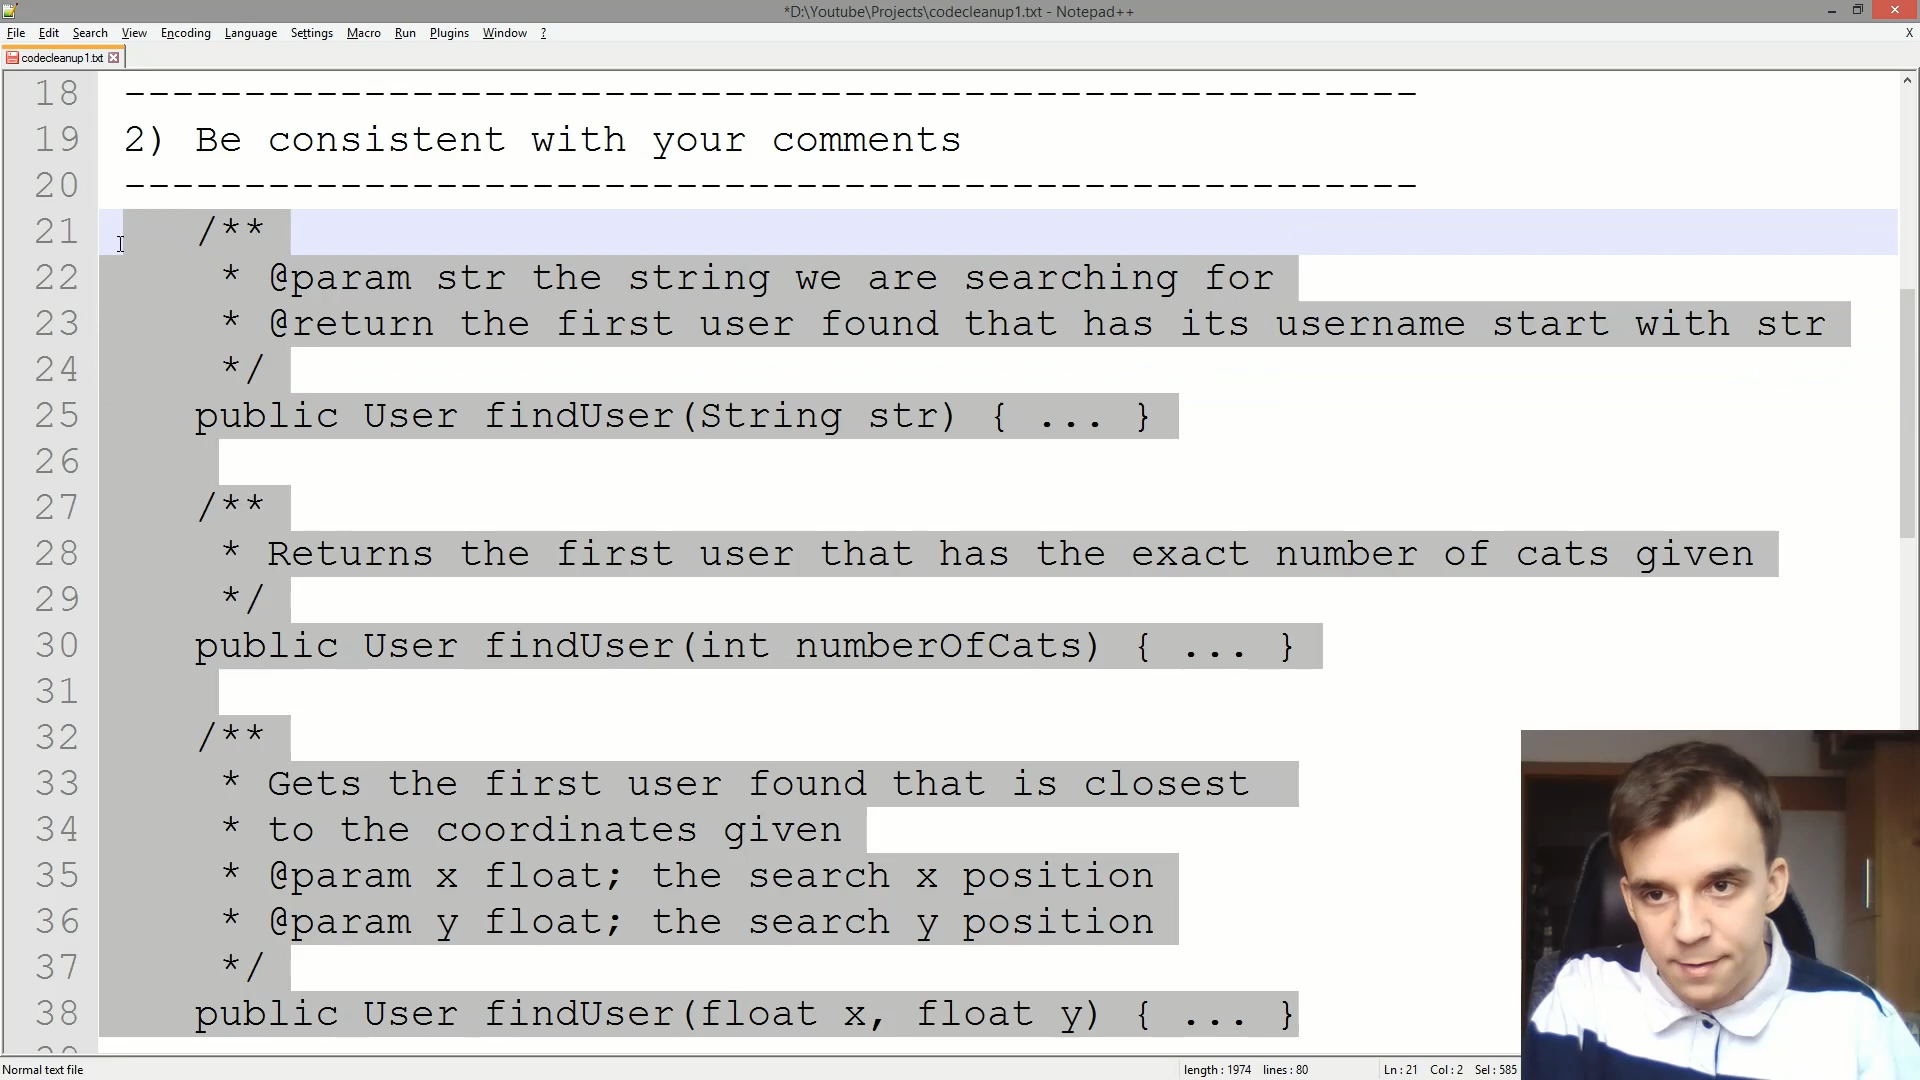 *D:\Youtube\Projects\codecleanup1.txt - Notepad++
File Edit Search View Encoding Language Settings Macro Run Plugins Window ? X
codecleanup1.txt
18 ------------------------------------------------------
19 2) Be consistent with your comments
20 ------------------------------------------------------
21 /**
22 * @param str the string we are searching for
23 * @return the first user found that has its username start with str
24 */
25 public User findUser(String str) { ... }
26
27 /**
28 * Returns the first user that has the exact number of cats given
29 */
30 public User findUser(int numberOfCats) { ... }
31
32 /**
33 * Gets the first user found that is closest
34 * to the coordinates given
35 * @param x float; the search x position
36 * @param y float; the search y position
37 */
38 public User findUser(float x, float y) { ... }
Normal text file length : 1974 lines : 80 Ln : 21 Col : 2 Sel : 585